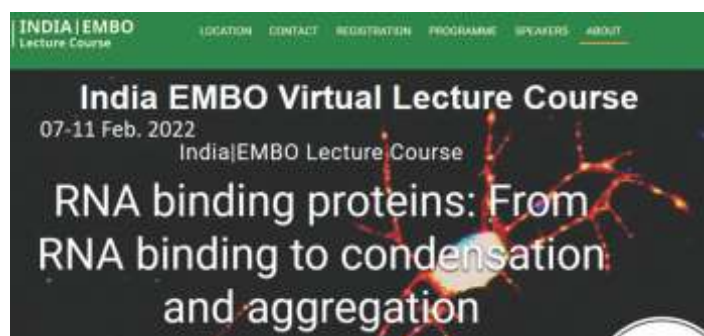 INDIA|EMBO
Lecture Course
LOCATION CONTACT REGISTRATION PROGRAMME SPEAKERS ABOUT
India EMBO Virtual Lecture Course
07-11 Feb. 2022
India|EMBO Lecture Course
RNA binding proteins: From
RNA binding to condensation
and aggregation